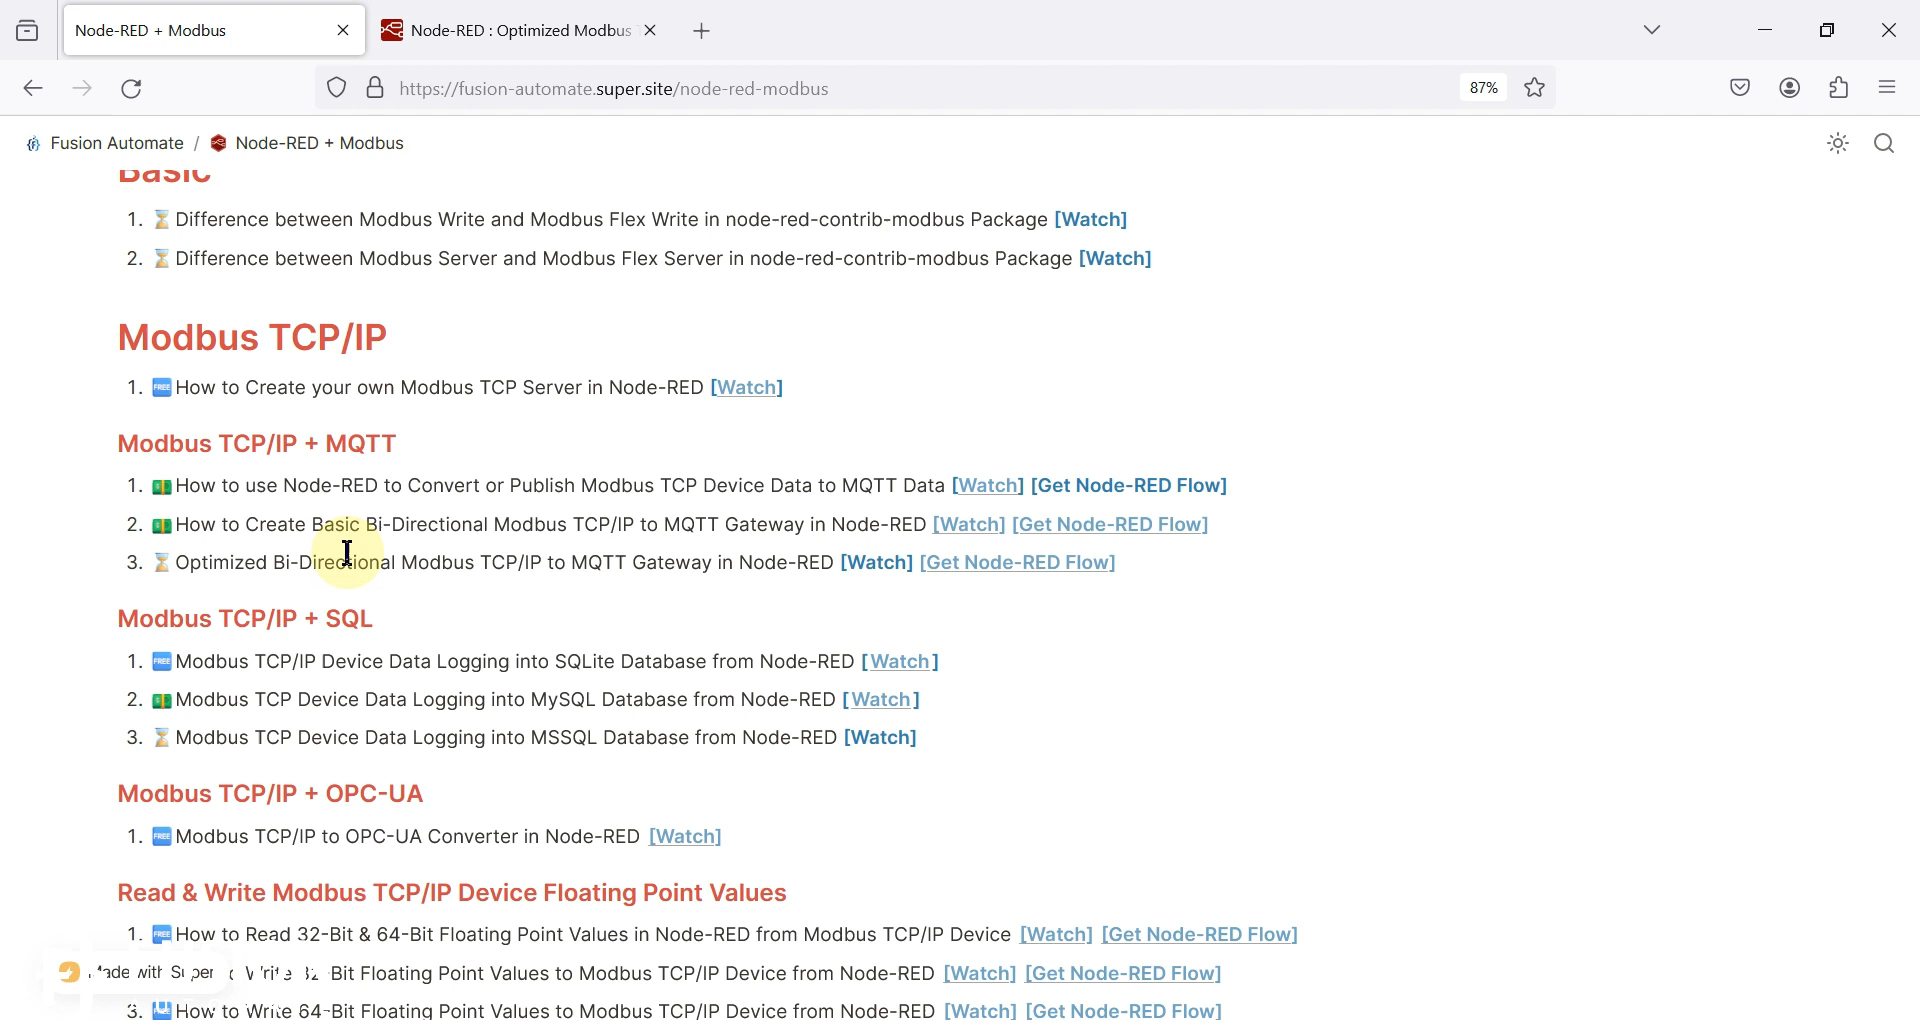 Node-RED + Modbus
Node-RED : Optimized Modbus
https://fusion-automate.super.site/node-red-modbus
87%
Fusion Automate / Node-RED + Modbus
Basic
1. Difference between Modbus Write and Modbus Flex Write in node-red-contrib-modbus Package [Watch]
2. Difference between Modbus Server and Modbus Flex Server in node-red-contrib-modbus Package [Watch]
Modbus TCP/IP
1. FREE How to Create your own Modbus TCP Server in Node-RED [Watch]
Modbus TCP/IP + MQTT
1. How to use Node-RED to Convert or Publish Modbus TCP Device Data to MQTT Data [Watch] [Get Node-RED Flow]
2. How to Create Basic Bi-Directional Modbus TCP/IP to MQTT Gateway in Node-RED [Watch] [Get Node-RED Flow]
3. Optimized Bi-Directional Modbus TCP/IP to MQTT Gateway in Node-RED [Watch] [Get Node-RED Flow]
Modbus TCP/IP + SQL
1. FREE Modbus TCP/IP Device Data Logging into SQLite Database from Node-RED [Watch]
2. Modbus TCP Device Data Logging into MySQL Database from Node-RED [Watch]
3. Modbus TCP Device Data Logging into MSSQL Database from Node-RED [Watch]
Modbus TCP/IP + OPC-UA
1. FREE Modbus TCP/IP to OPC-UA Converter in Node-RED [Watch]
Read & Write Modbus TCP/IP Device Floating Point Values
1. FREE How to Read 32-Bit & 64-Bit Floating Point Values in Node-RED from Modbus TCP/IP Device [Watch] [Get Node-RED Flow]
Made with Super
Write 32-Bit Floating Point Values to Modbus TCP/IP Device from Node-RED [Watch] [Get Node-RED Flow]
3. How to Write 64-Bit Floating Point Values to Modbus TCP/IP Device from Node-RED [Watch] [Get Node-RED Flow]